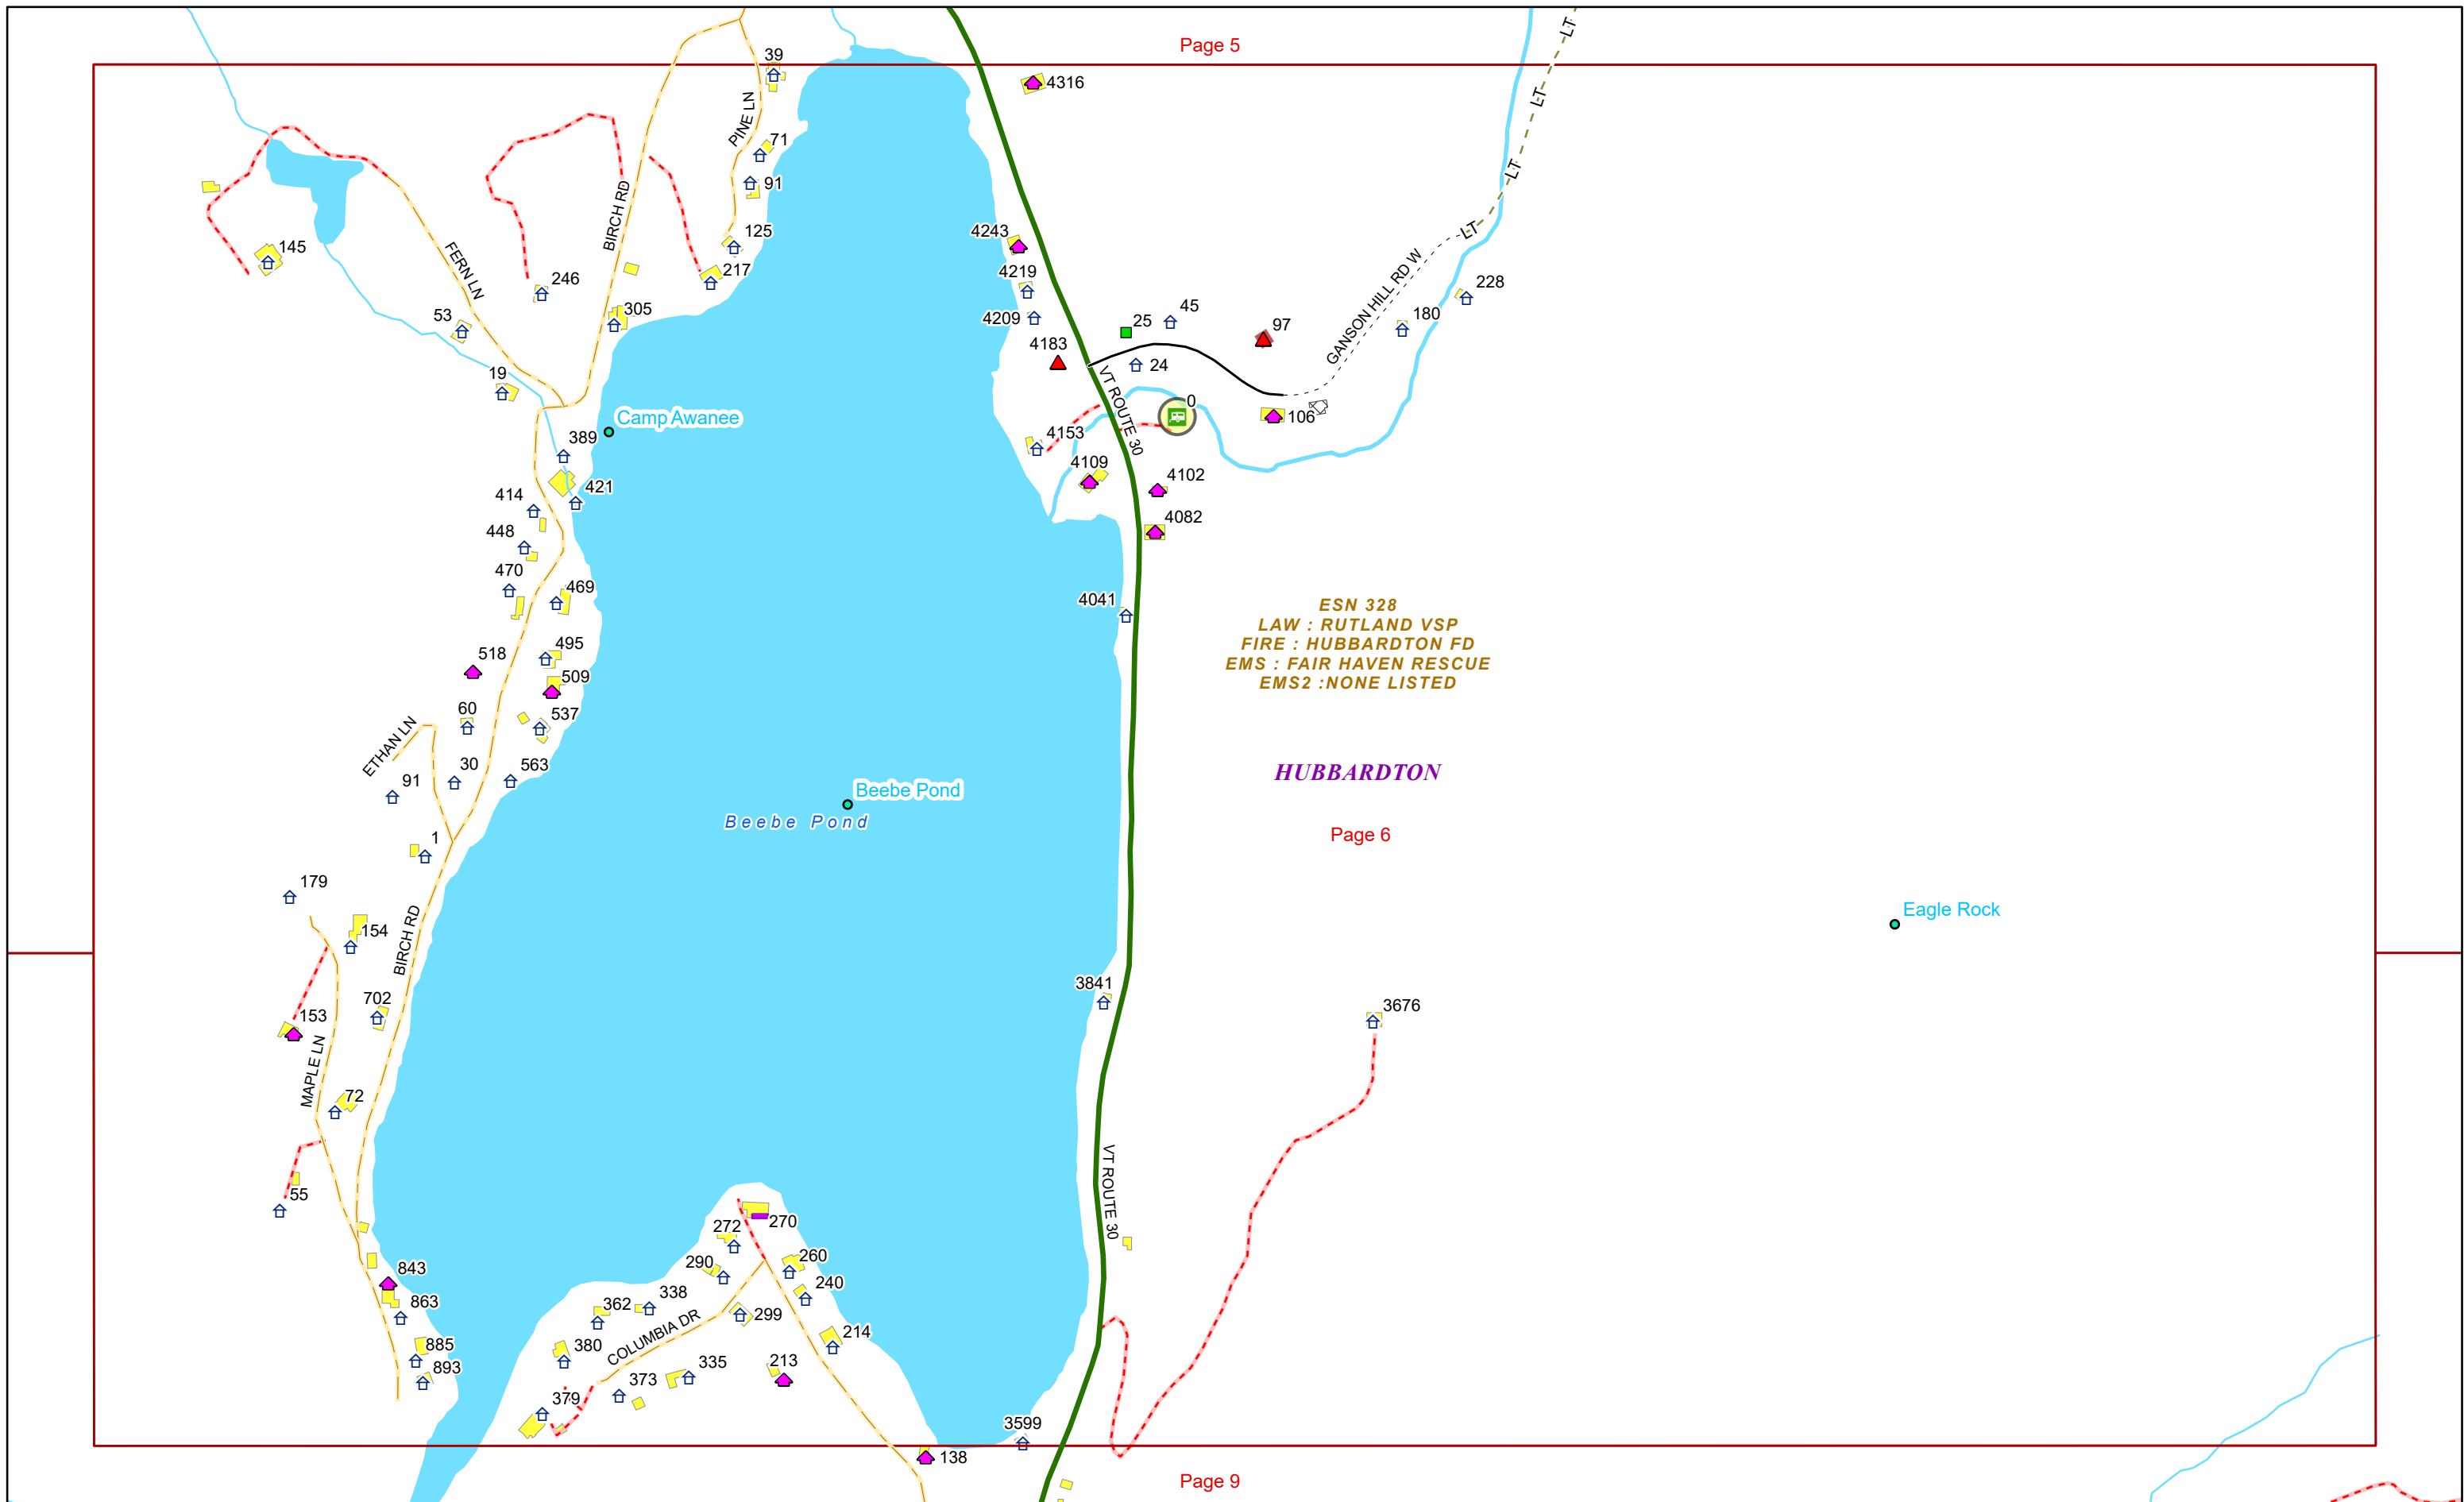 Page 5
LT
39
4316
LT
PINE LN
71
LT
91
BIRCH RD
125
4243
LT
145
FERN LN
217
246
4219
GANSON HILL RD W
228
305
4209
25
45
180
53
4183
97
24
19
VT ROUTE 30
0
Camp Awanee
106
389
4153
4109
4102
421
414
4082
448
470
469
4041
ESN 328
LAW : RUTLAND VSP
FIRE : HUBBARDTON FD
EMS : FAIR HAVEN RESCUE
EMS2 :NONE LISTED
495
518
509
60
537
ETHAN LN
30
563
91
HUBBARDTON
Beebe Pond
Beebe Pond
1
Page 6
179
154
BIRCH RD
Eagle Rock
3841
702
3676
153
MAPLE LN
72
55
VT ROUTE 30
270
272
290
260
843
240
338
863
362
299
COLUMBIA DR
214
885
380
335
213
893
373
379
3599
138
Page 9